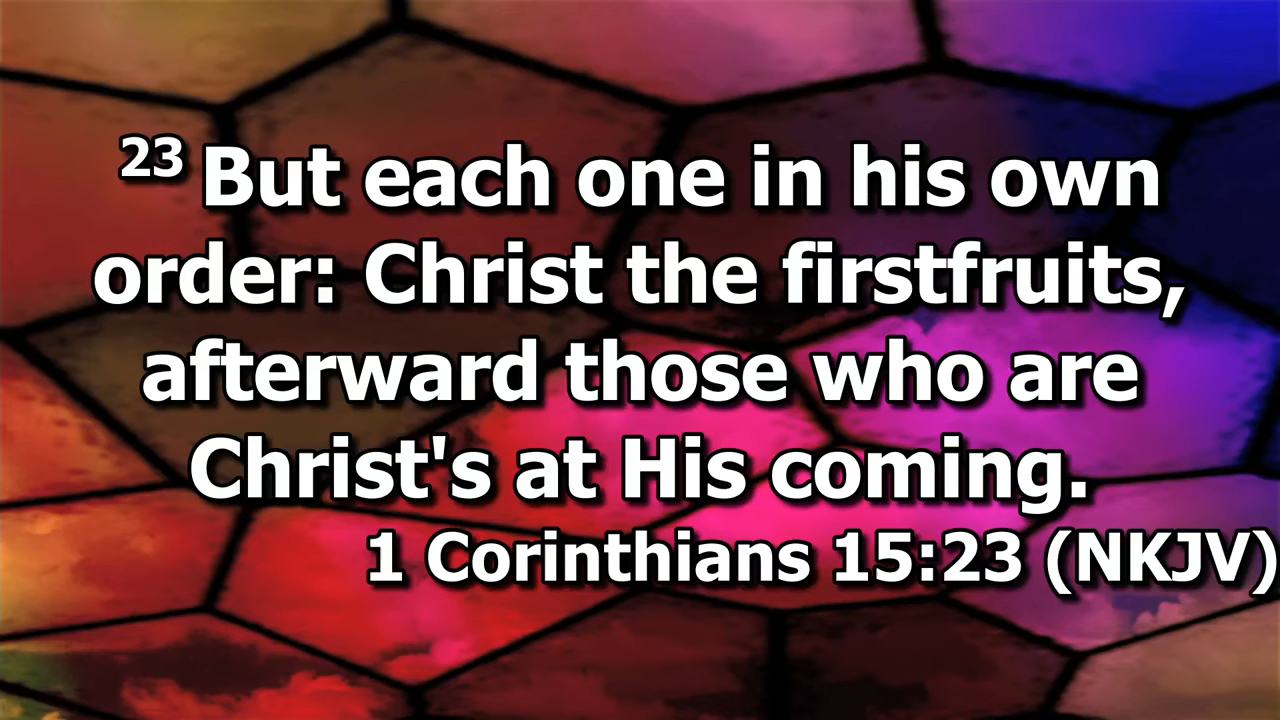 23 But each one in his own
order: Christ the firstfruits,
afterward those who are
Christ's at His coming.
1 Corinthians 15:23 (NKJV)